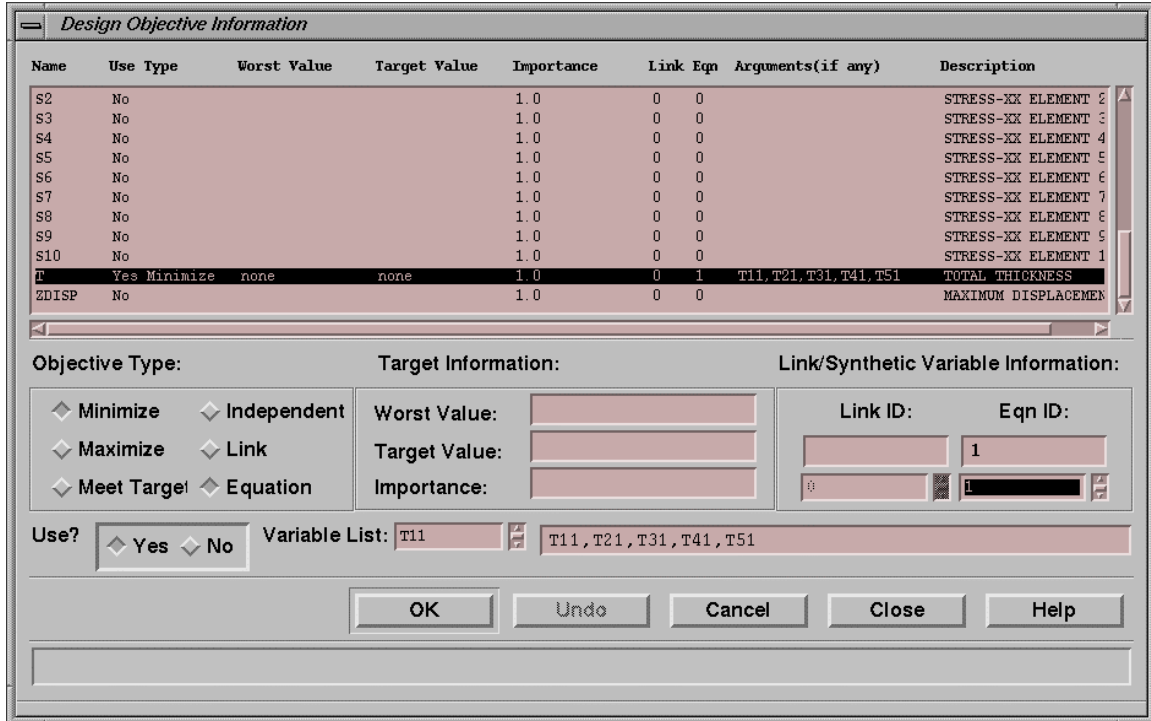 Design Objective Information
Name Use Type Worst Value Target Value Importance Link Eqn Arguments(if any) Description
S2 No 1.0 0 0 STRESS-XX ELEMENT 2
S3 No 1.0 0 0 STRESS-XX ELEMENT 3
S4 No 1.0 0 0 STRESS-XX ELEMENT 4
S5 No 1.0 0 0 STRESS-XX ELEMENT 5
S6 No 1.0 0 0 STRESS-XX ELEMENT 6
S7 No 1.0 0 0 STRESS-XX ELEMENT 7
S8 No 1.0 0 0 STRESS-XX ELEMENT 8
S9 No 1.0 0 0 STRESS-XX ELEMENT 9
S10 No 1.0 0 0 STRESS-XX ELEMENT 1
T Yes Minimize none none 1.0 0 1 T11,T21,T31,T41,T51 TOTAL THICKNESS
ZDISP No 1.0 0 0 MAXIMUM DISPLACEMEN
Objective Type: Target Information: Link/Synthetic Variable Information:
Minimize Independent Worst Value: Link ID: Eqn ID:
Maximize Link Target Value: 1
Meet Target Equation Importance: 0 1
Use? Yes No Variable List: T11 T11,T21,T31,T41,T51
OK Undo Cancel Close Help